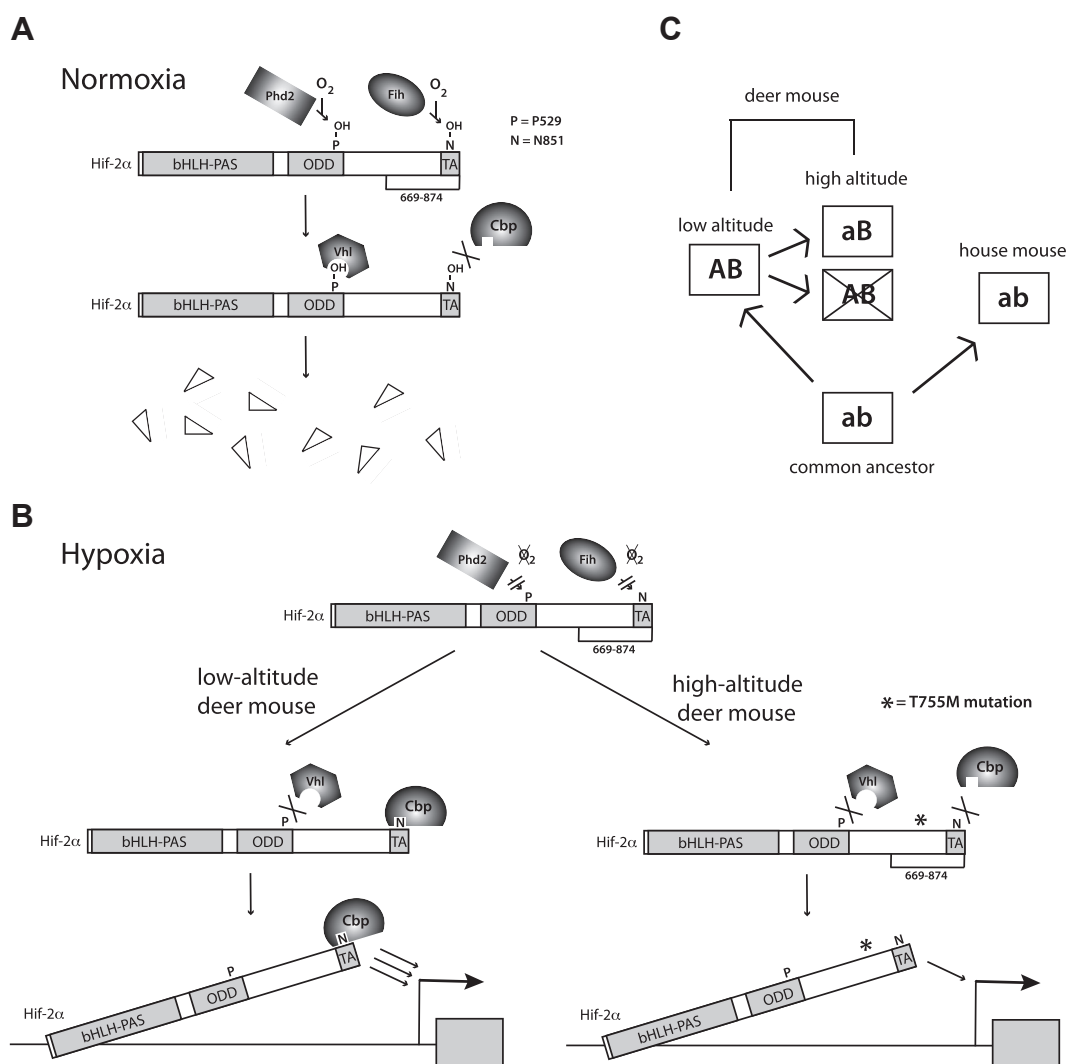 A
Normoxia
Phd2
O2
Fih
O2
OH
P
OH
N
P = P529
N = N851
Hif-2α
bHLH-PAS
ODD
TA
669-874
Vhl
Cbp
OH
P
OH
N
Hif-2α
bHLH-PAS
ODD
TA
C
deer mouse
high altitude
low altitude
aB
AB
AB
house mouse
ab
ab
common ancestor
B
Hypoxia
Phd2
O2
Fih
O2
P
N
Hif-2α
bHLH-PAS
ODD
TA
669-874
low-altitude
deer mouse
high-altitude
deer mouse
* = T755M mutation
Vhl
Cbp
P
N
Hif-2α
bHLH-PAS
ODD
TA
Vhl
Cbp
P
*
N
Hif-2α
bHLH-PAS
ODD
TA
669-874
Cbp
N
P
TA
ODD
bHLH-PAS
Hif-2α
*
N
P
TA
ODD
bHLH-PAS
Hif-2α